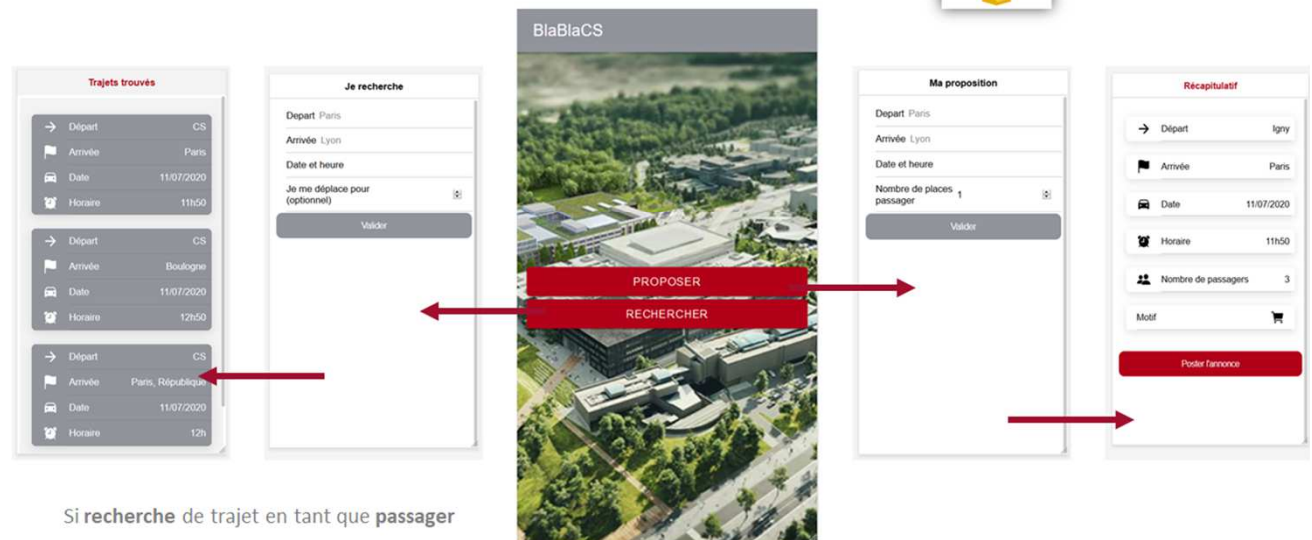 BlaBlaCS
Trajets trouvés
Départ CS
Arrivée Paris
Date 11/07/2020
Horaire 11h50
Départ CS
Arrivée Boulogne
Date 11/07/2020
Horaire 12h50
Départ CS
Arrivée Paris, République
Date 11/07/2020
Horaire 12h
Je recherche
Depart Paris
Arrivée Lyon
Date et heure
Je me déplace pour
(optionnel)
Valider
PROPOSER
RECHERCHER
Ma proposition
Depart Paris
Arrivée Lyon
Date et heure
Nombre de places
passager 1
Valider
Récapitulatif
Départ Igny
Arrivée Paris
Date 11/07/2020
Horaire 11h50
Nombre de passagers 3
Motif
Poster l'annonce
Si recherche de trajet en tant que passager